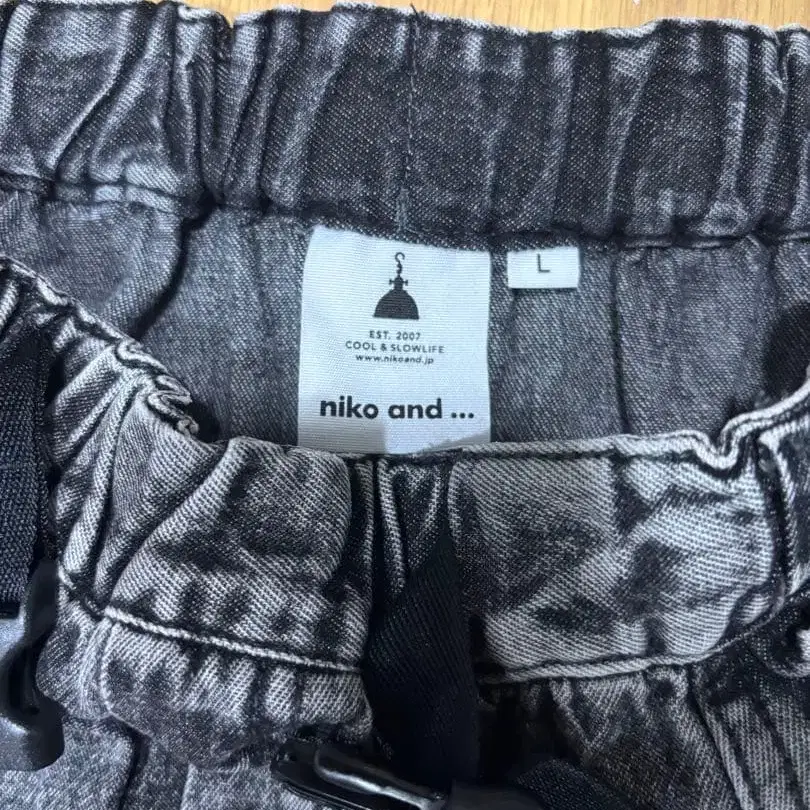 L
EST. 2007
COOL & SLOWLIFE
www.nikoand.jp
niko and ...